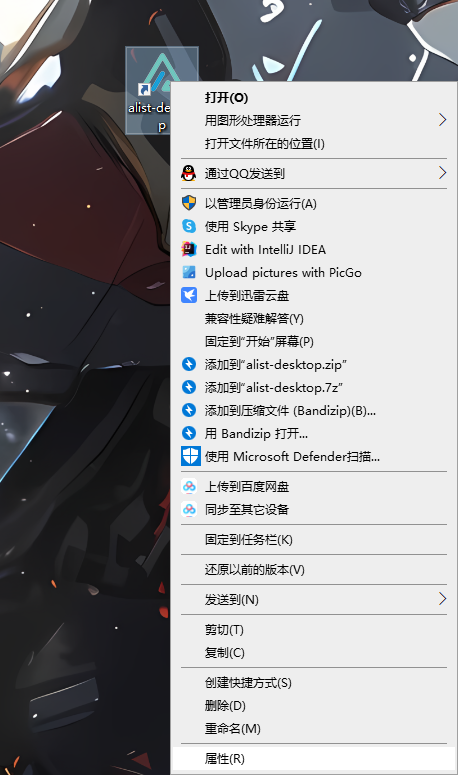 alist-de
p
打开(O)
用图形处理器运行
打开文件所在的位置(I)
通过QQ发送到
以管理员身份运行(A)
使用 Skype 共享
Edit with IntelliJ IDEA
Upload pictures with PicGo
上传到迅雷云盘
兼容性疑难解答(Y)
固定到“开始”屏幕(P)
添加到“alist-desktop.zip”
添加到“alist-desktop.7z”
添加到压缩文件 (Bandizip)(B)...
用 Bandizip 打开...
使用 Microsoft Defender扫描...
上传到百度网盘
同步至其它设备
固定到任务栏(K)
还原以前的版本(V)
发送到(N)
剪切(T)
复制(C)
创建快捷方式(S)
删除(D)
重命名(M)
属性(R)